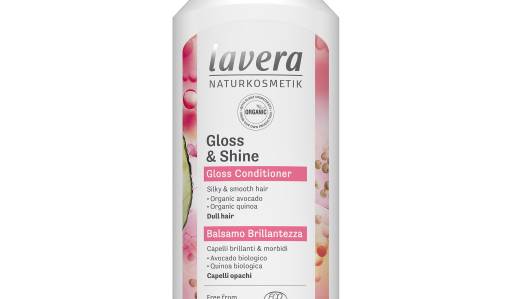 lavera
NATURKOSMETIK
ORGANIC
Gloss
& Shine
Gloss Conditioner
Silky & smooth hair
• Organic avocado
• Organic quinoa
Dull hair
Balsamo Brillantezza
Capelli brillanti & morbidi
• Avocado biologico
• Quinoa biologica
Capelli opachi
Free from
ECO